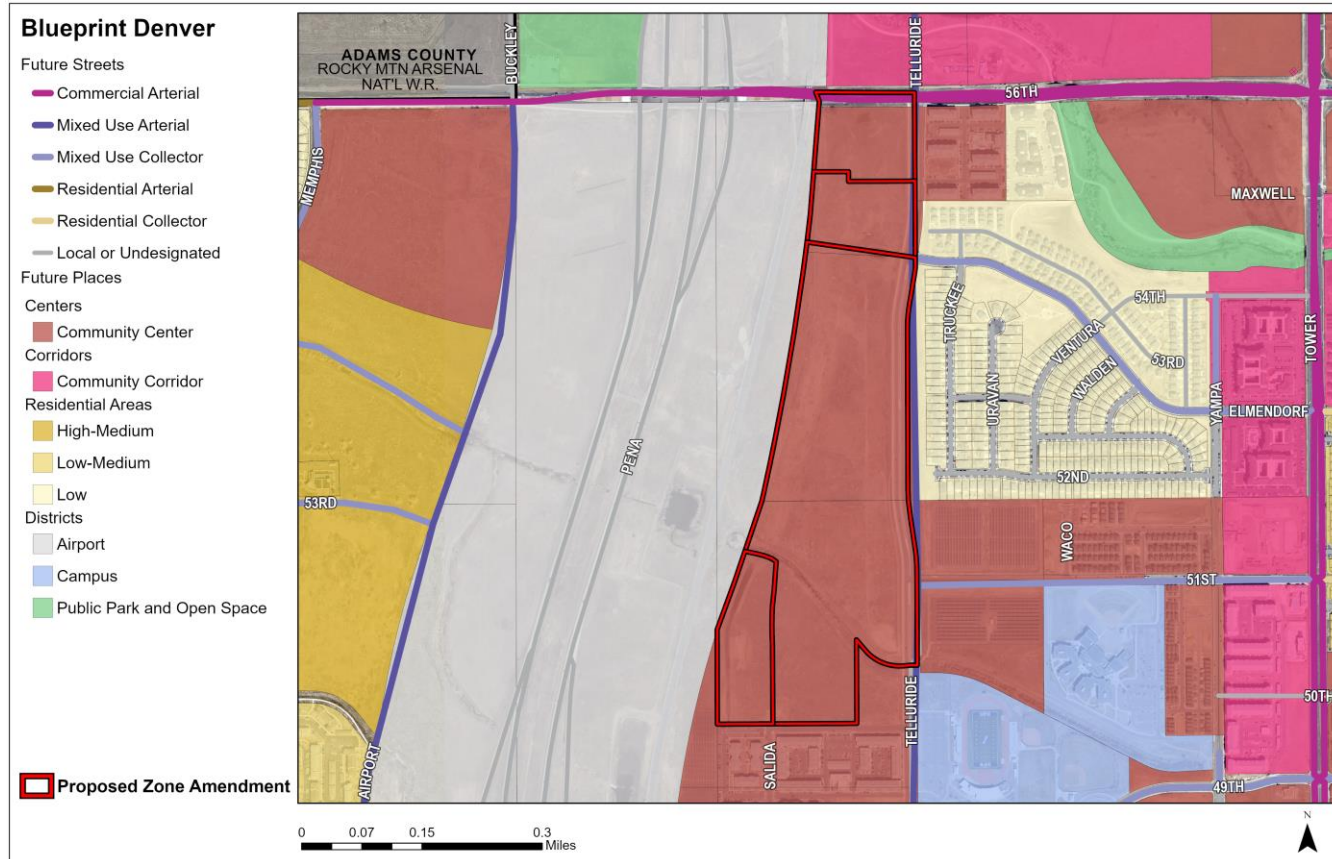 Blueprint Denver
Future Streets
Commercial Arterial
Mixed Use Arterial
Mixed Use Collector
Residential Arterial
Residential Collector
Local or Undesignated
Future Places
Centers
Community Center
Corridors
Community Corridor
Residential Areas
High-Medium
Low-Medium
Low
Districts
Airport
Campus
Public Park and Open Space
Proposed Zone Amendment
ADAMS COUNTY
ROCKY MTN ARSENAL
NAT'L W.R.
BUCKLEY
TELLURIDE
56TH
MEMPHIS
MAXWELL
TRUCKEE
54TH
TOWER
VENTURA
53RD
WALDEN
URAVAN
YAMPA
ELMENDORF
PENA
52ND
53RD
WACO
51ST
50TH
TELLURIDE
SALIDA
AIRPORT
49TH
0 0.07 0.15 0.3
Miles
N